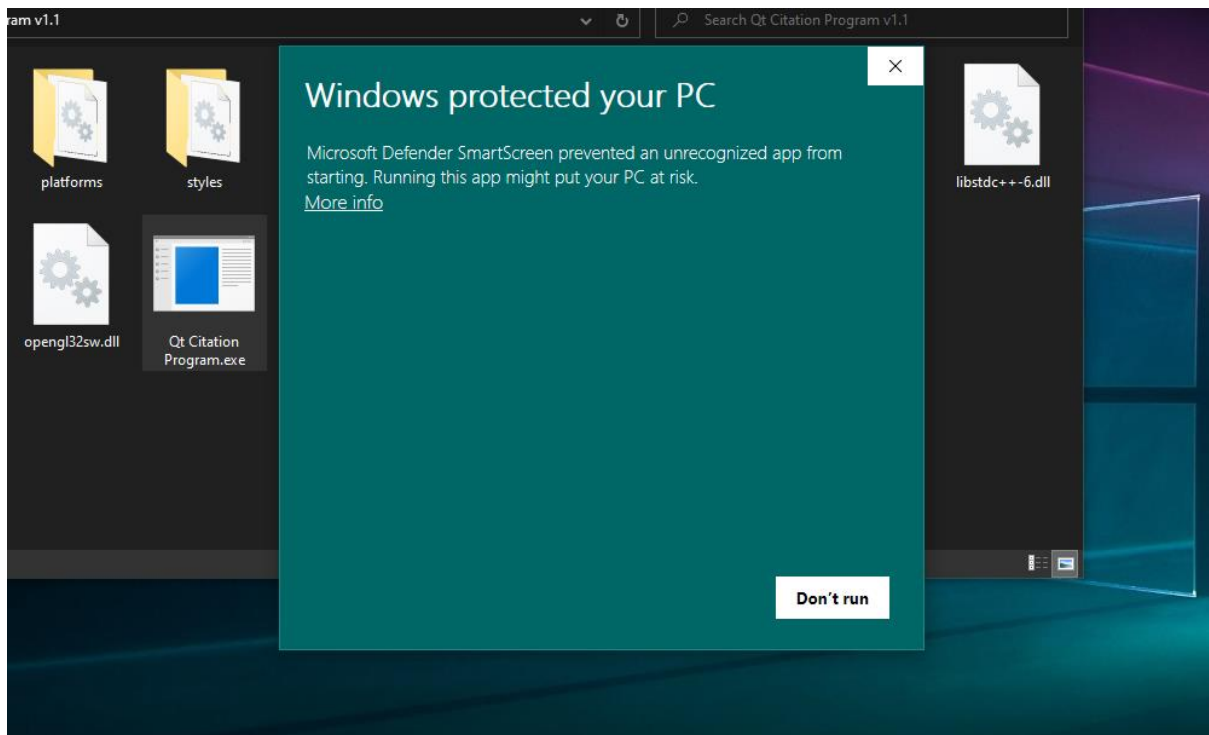 ram v1.1
Search Qt Citation Program v1.1
Windows protected your PC
Microsoft Defender SmartScreen prevented an unrecognized app from
starting. Running this app might put your PC at risk.
More info
platforms
styles
libstdc++-6.dll
opengl32sw.dll
Qt Citation
Program.exe
Don't run